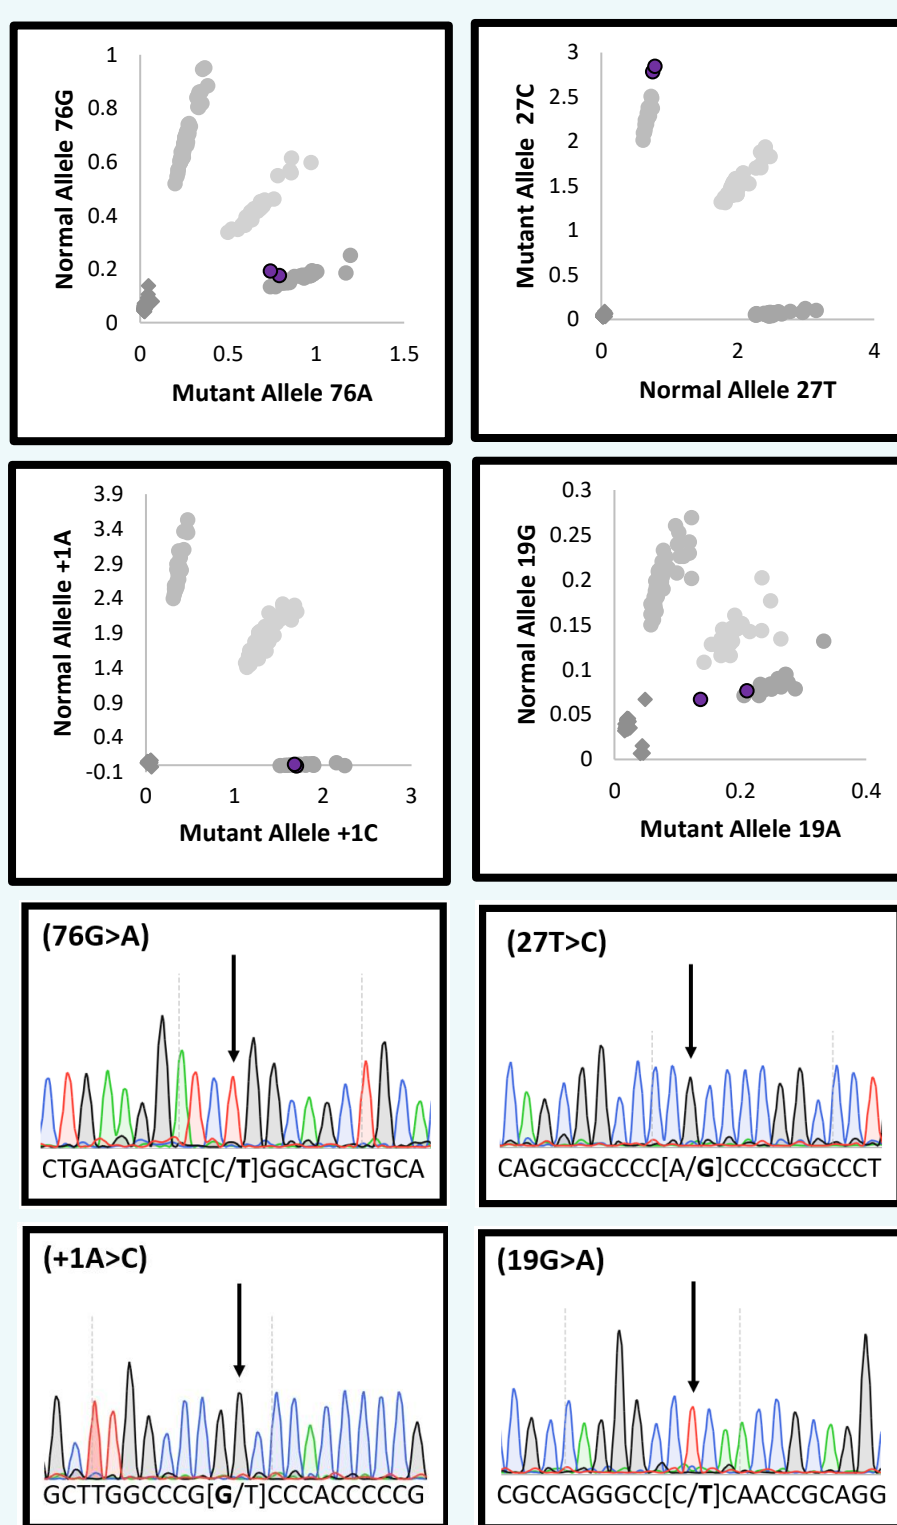 1
0.8
0.6
0.4
0.2
0
Normal Allele 76G
0 0.5 1 1.5
Mutant Allele 76A
3
2.5
2
1.5
1
0.5
0
Mutant Allele 27C
0 2 4
Normal Allele 27T
3.9
3.4
2.9
2.4
1.9
1.4
0.9
0.4
-0.1
Normal Allelle +1A
0 1 2 3
Mutant Allele +1C
0.3
0.25
0.2
0.15
0.1
0.05
0
Normal Allele 19G
0 0.2 0.4
Mutant Allele 19A
(76G>A)
CTGAAGGATC[C/T]GGCAGCTGCA
(27T>C)
CAGCGGCCCC[A/G]CCCCGGCCCT
(+1A>C)
GCTTGGCCCG[G/T]CCCACCCCCG
(19G>A)
CGCCAGGGCC[C/T]CAACCGCAGG